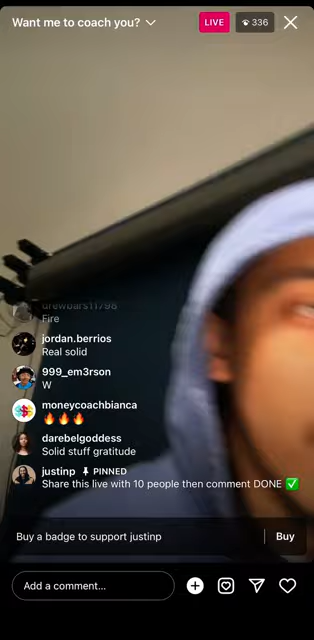 Want me to coach you?
LIVE
336
drewbars11798
Fire
jordan.berrios
Real solid
999_em3rson
W
moneycoachbianca
🔥🔥🔥
darebelgoddess
Solid stuff gratitude
justinp PINNED
Share this live with 10 people then comment DONE ✅
Buy a badge to support justinp
Buy
Add a comment...